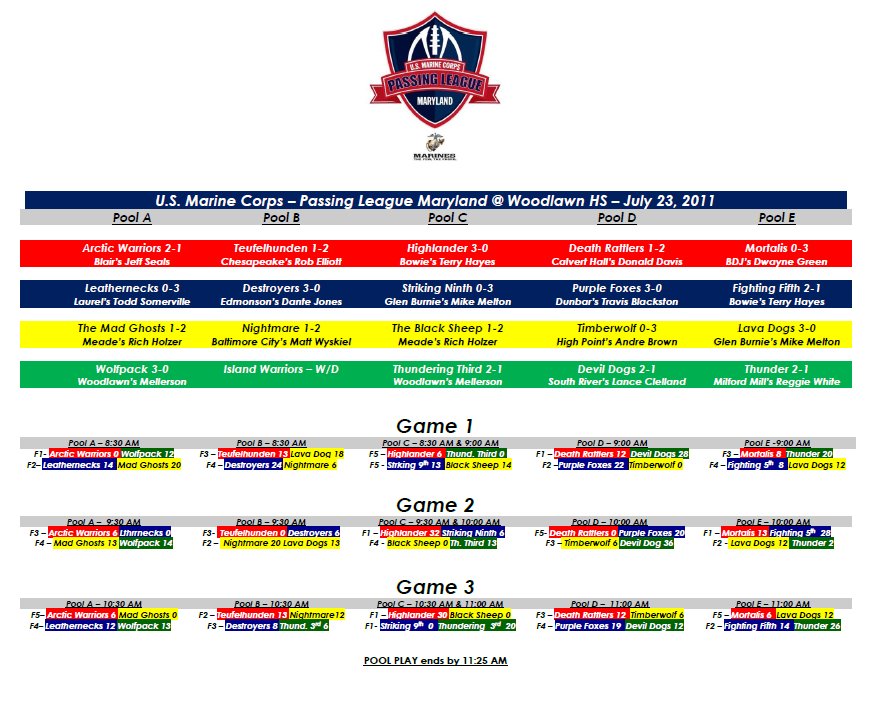 U.S. MARINE CORPS
PASSING LEAGUE
MARYLAND
MARINES
U.S. Marine Corps – Passing League Maryland @ Woodlawn HS – July 23, 2011
Pool A Pool B Pool C Pool D Pool E
Arctic Warriors 2-1 Teufelhunden 1-2 Highlander 3-0 Death Rattlers 1-2 Mortalis 0-3
Blair's Jeff Seals Chesapeake's Rob Elliott Bowie's Terry Hayes Calvert Hall's Donald Davis BDJ's Dwayne Green
Leathernecks 0-3 Destroyers 3-0 Striking Ninth 0-3 Purple Foxes 3-0 Fighting Fifth 2-1
Laurel's Todd Somerville Edmonson's Dante Jones Glen Burnie's Mike Melton Dunbar's Travis Blackston Bowie's Terry Hayes
The Mad Ghosts 1-2 Nightmare 1-2 The Black Sheep 1-2 Timberwolf 0-3 Lava Dogs 3-0
Meade's Rich Holzer Baltimore City's Matt Wyskiel Meade's Rich Holzer High Point's Andre Brown Glen Burnie's Mike Melton
Wolfpack 3-0 Island Warriors – W/D Thundering Third 2-1 Devil Dogs 2-1 Thunder 2-1
Woodlawn's Mellerson Woodlawn's Mellerson South River's Lance Clelland Milford Mill's Reggie White
Game 1
Pool A – 8:30 AM Pool B – 8:30 AM Pool C – 8:30 AM & 9:00 AM Pool D – 9:00 AM Pool E -9:00 AM
F1- Arctic Warriors 0 Wolfpack 12 F3 – Teufelhunden 13 Lava Dog 18 F5 – Highlander 6 Thund. Third 0 F1 – Death Rattlers 12 Devil Dogs 28 F3 – Mortalis 8 Thunder 20
F2– Leathernecks 14 Mad Ghosts 20 F4 – Destroyers 24 Nightmare 6 F5 - Striking 9th 13 Black Sheep 14 F2 – Purple Foxes 22 Timberwolf 0 F4 – Fighting 5th 8 Lava Dogs 12
Game 2
Pool A – 9:30 AM Pool B – 9:30 AM Pool C – 9:30 AM & 10:00 AM Pool D – 10:00 AM Pool E – 10:00 AM
F3 – Arctic Warriors 6 Lthrnecks 0 F3- Teufelhunden 0 Destroyers 6 F1 – Highlander 32 Striking Ninth 6 F5- Death Rattlers 0 Purple Foxes 20 F1 – Mortalis 13 Fighting 5th 28
F4 – Mad Ghosts 13 Wolfpack 14 F2 – Nightmare 20 Lava Dogs 13 F4 - Black Sheep 0 Th. Third 13 F3 – Timberwolf 6 Devil Dog 36 F2 - Lava Dogs 12 Thunder 2
Game 3
Pool A – 10:30 AM Pool B – 10:30 AM Pool C – 10:30 AM & 11:00 AM Pool D – 11:00 AM Pool E – 11:00 AM
F5– Arctic Warriors 6 Mad Ghosts 0 F2 – Teufelhunden 13 Nightmare12 F1 – Highlander 30 Black Sheep 0 F3 – Death Rattlers 12 Timberwolf 6 F5 – Mortalis 6 Lava Dogs 12
F4– Leathernecks 12 Wolfpack 13 F3 – Destroyers 8 Thund. 3rd 6 F1- Striking 9th 0 Thundering 3rd 20 F4 – Purple Foxes 19 Devil Dogs 12 F2 – Fighting Fifth 14 Thunder 26
POOL PLAY ends by 11:25 AM